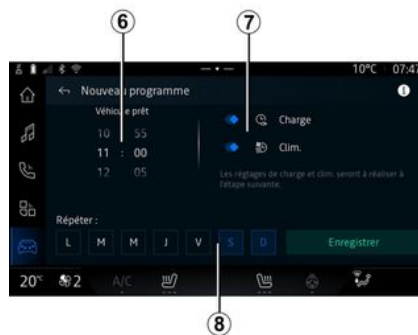 6 7
10°C 07:47
Nouveau programme
Véhicule prêt
10 55
11 : 00
12 05
Charge
Clim.
Les réglages de charge et clim. seront à réaliser à
l'étape suivante.
Répéter :
L M M J V S D
Enregistrer
20°C 2 A/C
8